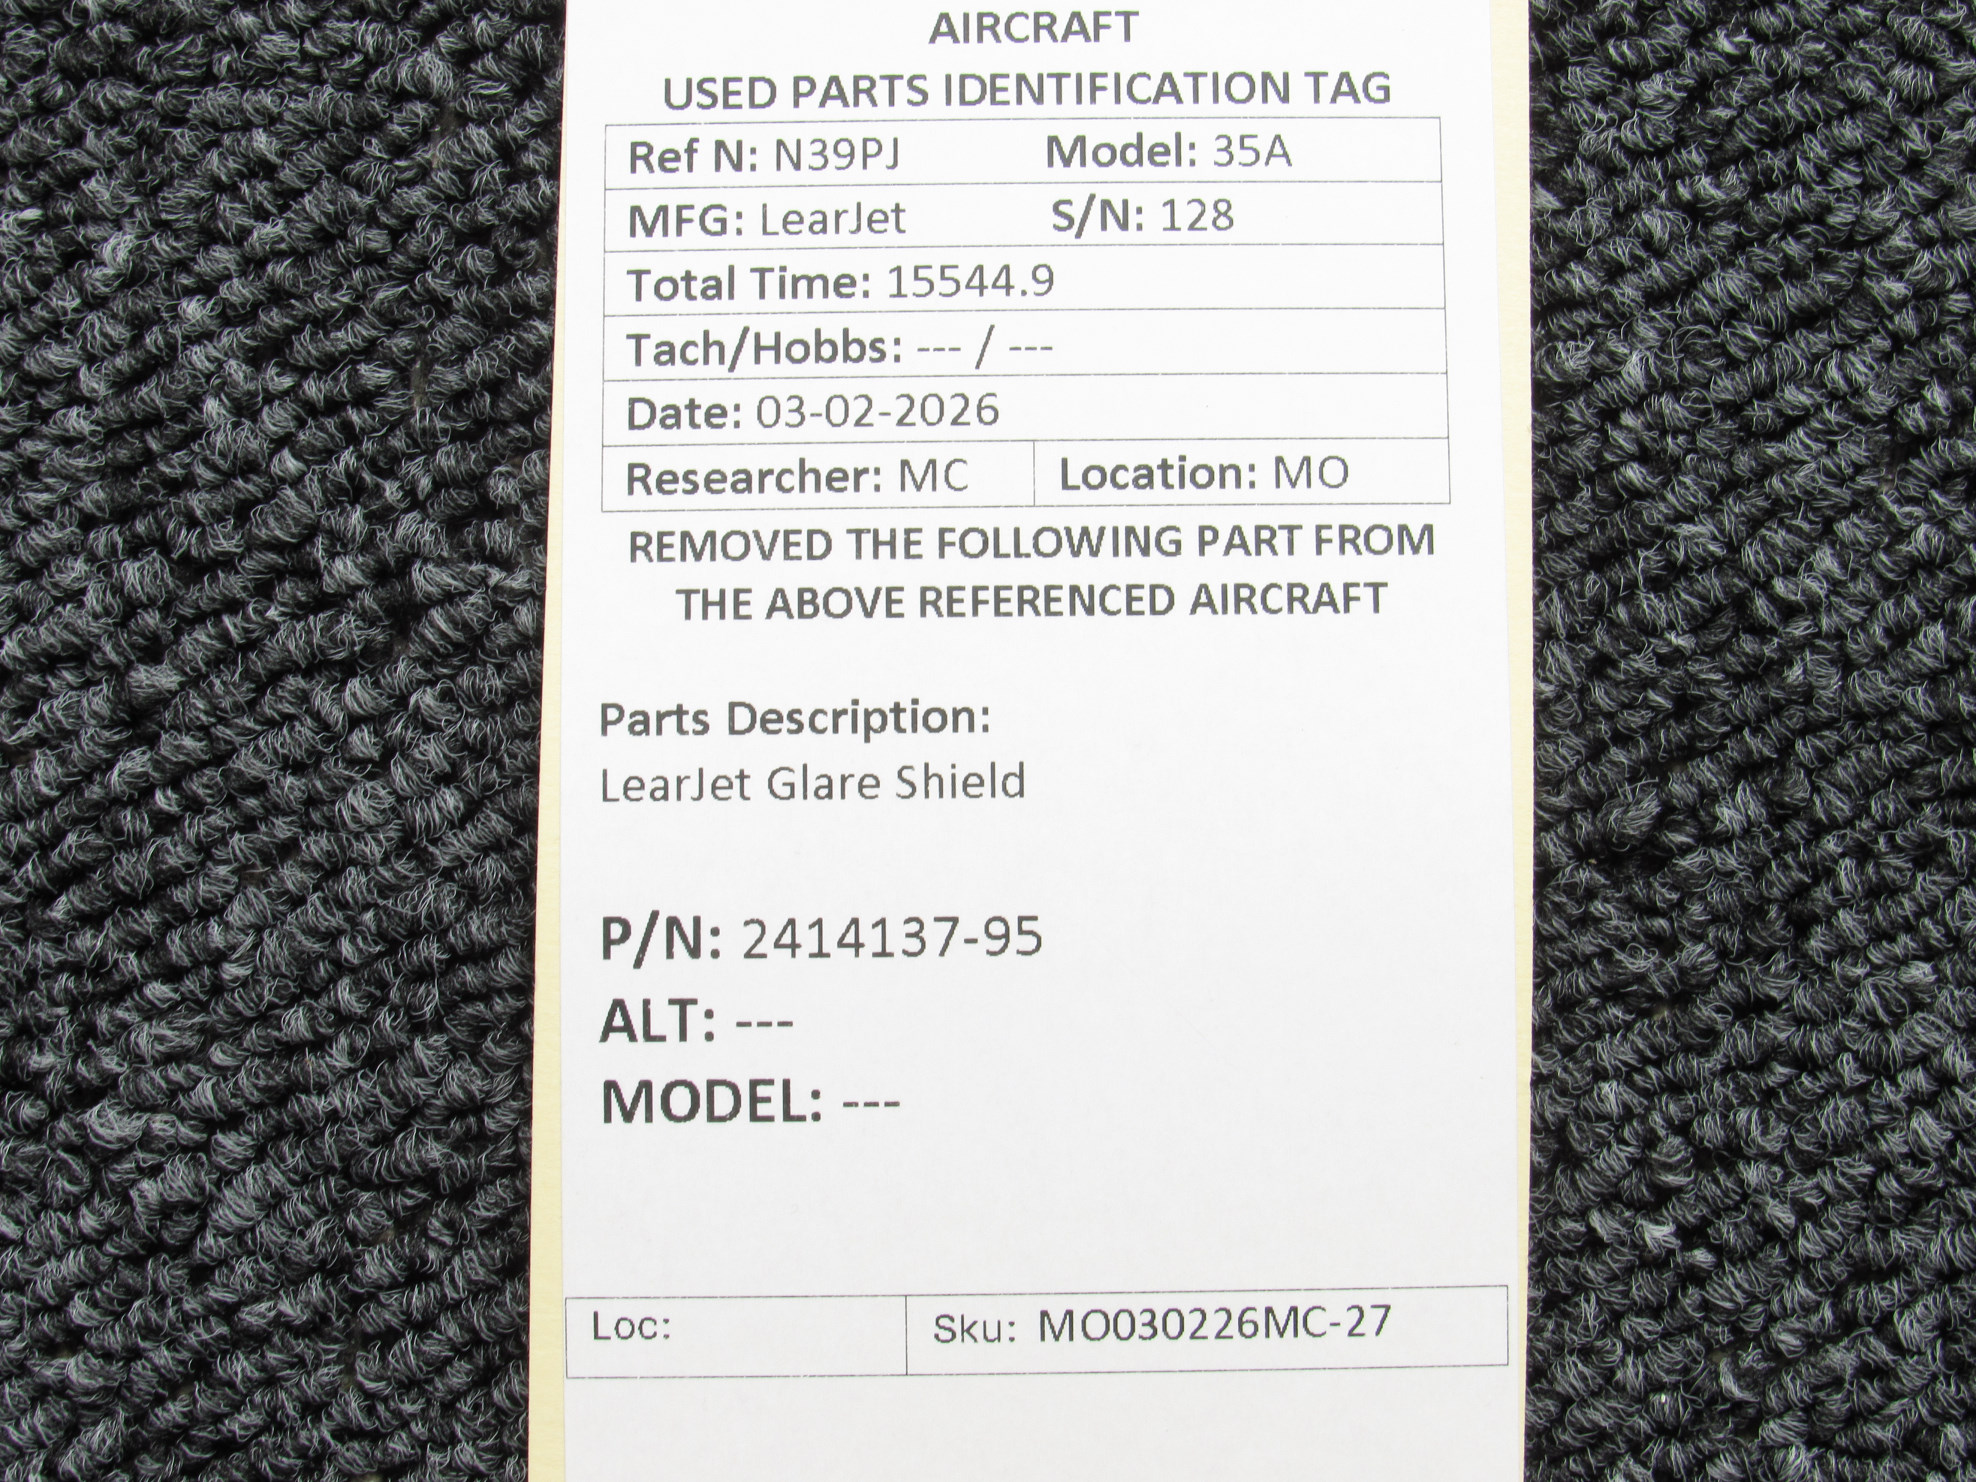 AIRCRAFT
USED PARTS IDENTIFICATION TAG
Ref N: N39PJ Model: 35A
MFG: LearJet S/N: 128
Total Time: 15544.9
Tach/Hobbs: --- / ---
Date: 03-02-2026
Researcher: MC Location: MO
REMOVED THE FOLLOWING PART FROM
THE ABOVE REFERENCED AIRCRAFT
Parts Description:
LearJet Glare Shield
P/N: 2414137-95
ALT: ---
MODEL: ---
Loc: Sku: MO030226MC-27